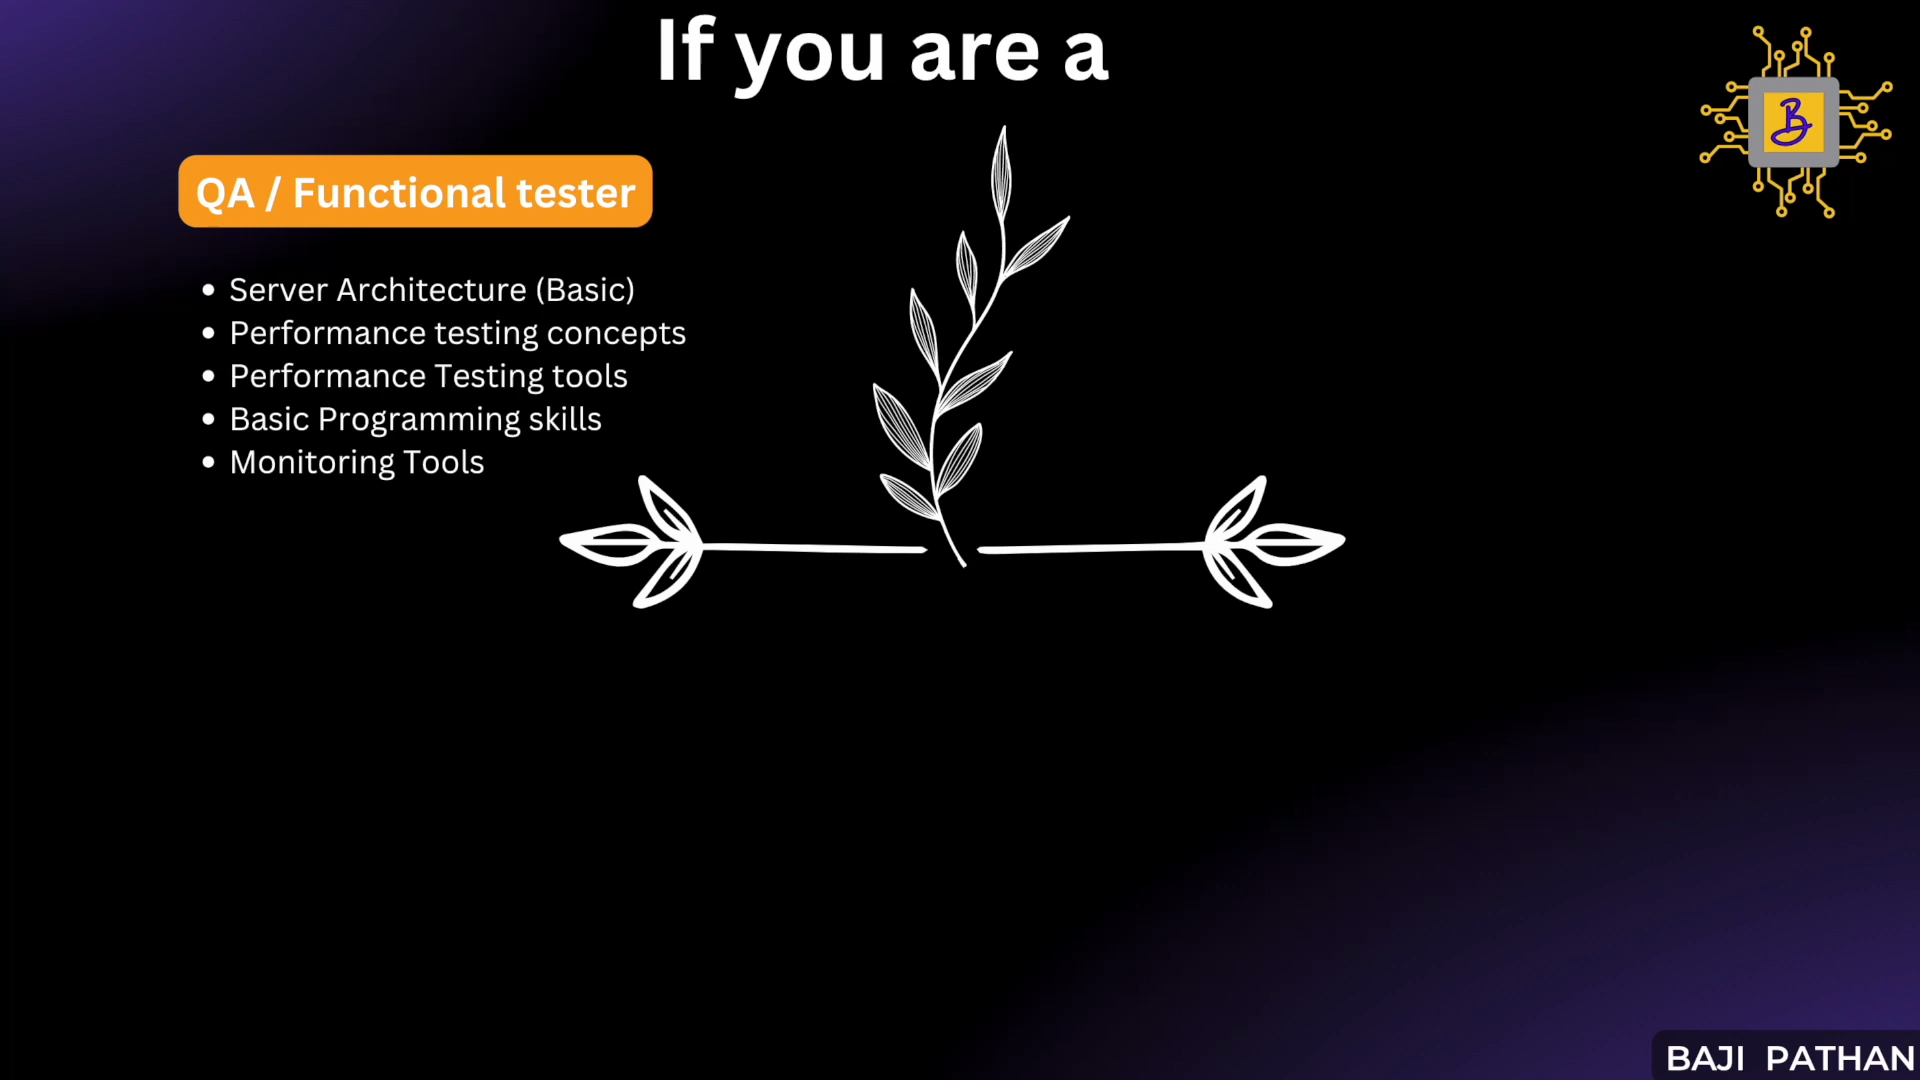 If you are a
B
QA / Functional tester
Server Architecture (Basic)
Performance testing concepts
Performance Testing tools
Basic Programming skills
Monitoring Tools
BAJI PATHAN